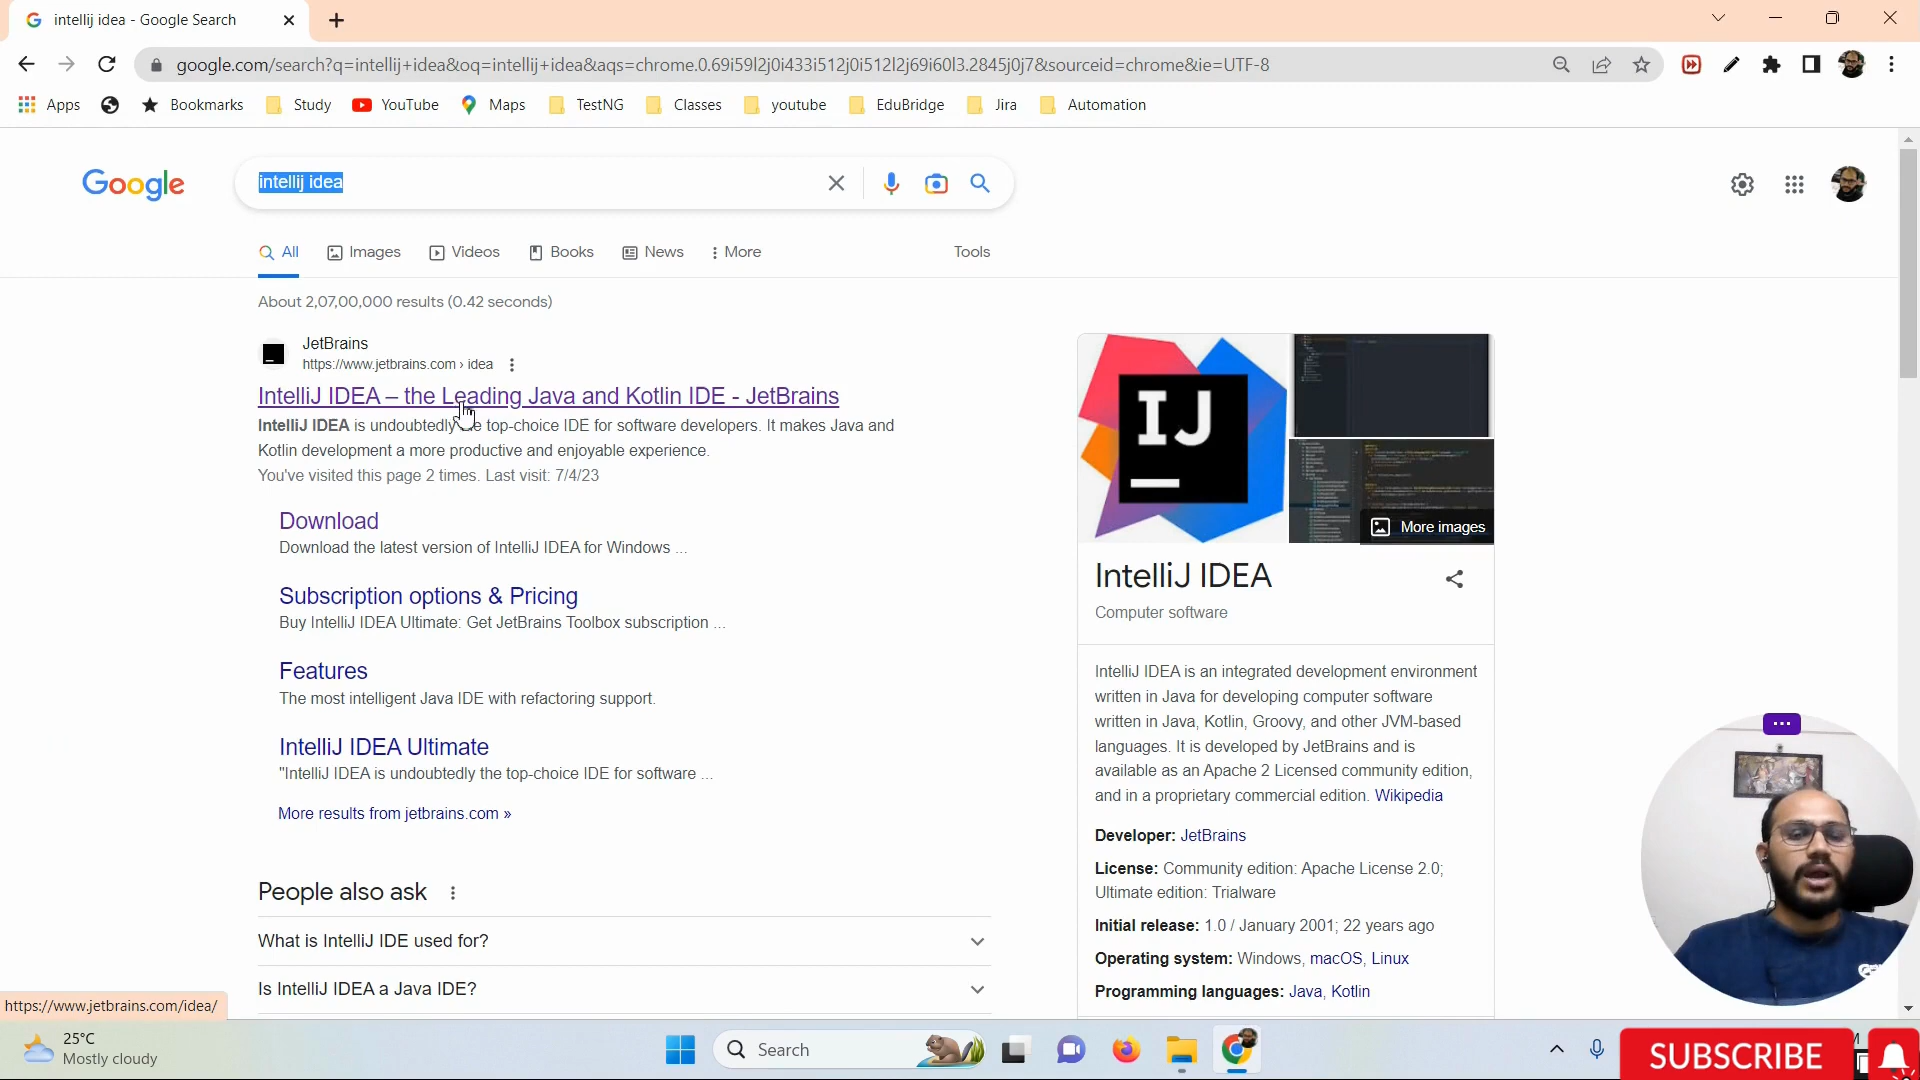 intellij idea - Google Search
google.com/search?q=intellij+idea&oq=intellij+idea&aqs=chrome.0.69i59l2j0i433i512j0i512l2j69i60l3.2845j0j7&sourceid=chrome&ie=UTF-8
Apps Bookmarks Study YouTube Maps TestNG Classes youtube EduBridge Jira Automation
Google
intellij idea
All Images Videos Books News More Tools
About 2,07,00,000 results (0.42 seconds)
JetBrains
https://www.jetbrains.com › idea
IntelliJ IDEA – the Leading Java and Kotlin IDE - JetBrains
IntelliJ IDEA is undoubtedly top-choice IDE for software developers. It makes Java and
Kotlin development a more productive and enjoyable experience.
You've visited this page 2 times. Last visit: 7/4/23
Download
Download the latest version of IntelliJ IDEA for Windows ...
Subscription options & Pricing
Buy IntelliJ IDEA Ultimate: Get JetBrains Toolbox subscription ...
Features
The most intelligent Java IDE with refactoring support.
IntelliJ IDEA Ultimate
"IntelliJ IDEA is undoubtedly the top-choice IDE for software ...
More results from jetbrains.com »
People also ask
What is IntelliJ IDE used for?
Is IntelliJ IDEA a Java IDE?
https://www.jetbrains.com/idea/
IJ
More images
IntelliJ IDEA
Computer software
IntelliJ IDEA is an integrated development environment
written in Java for developing computer software
written in Java, Kotlin, Groovy, and other JVM-based
languages. It is developed by JetBrains and is
available as an Apache 2 Licensed community edition,
and in a proprietary commercial edition. Wikipedia
Developer: JetBrains
License: Community edition: Apache License 2.0;
Ultimate edition: Trialware
Initial release: 1.0 / January 2001; 22 years ago
Operating system: Windows, macOS, Linux
Programming languages: Java, Kotlin
25°C
Mostly cloudy
Search
SUBSCRIBE